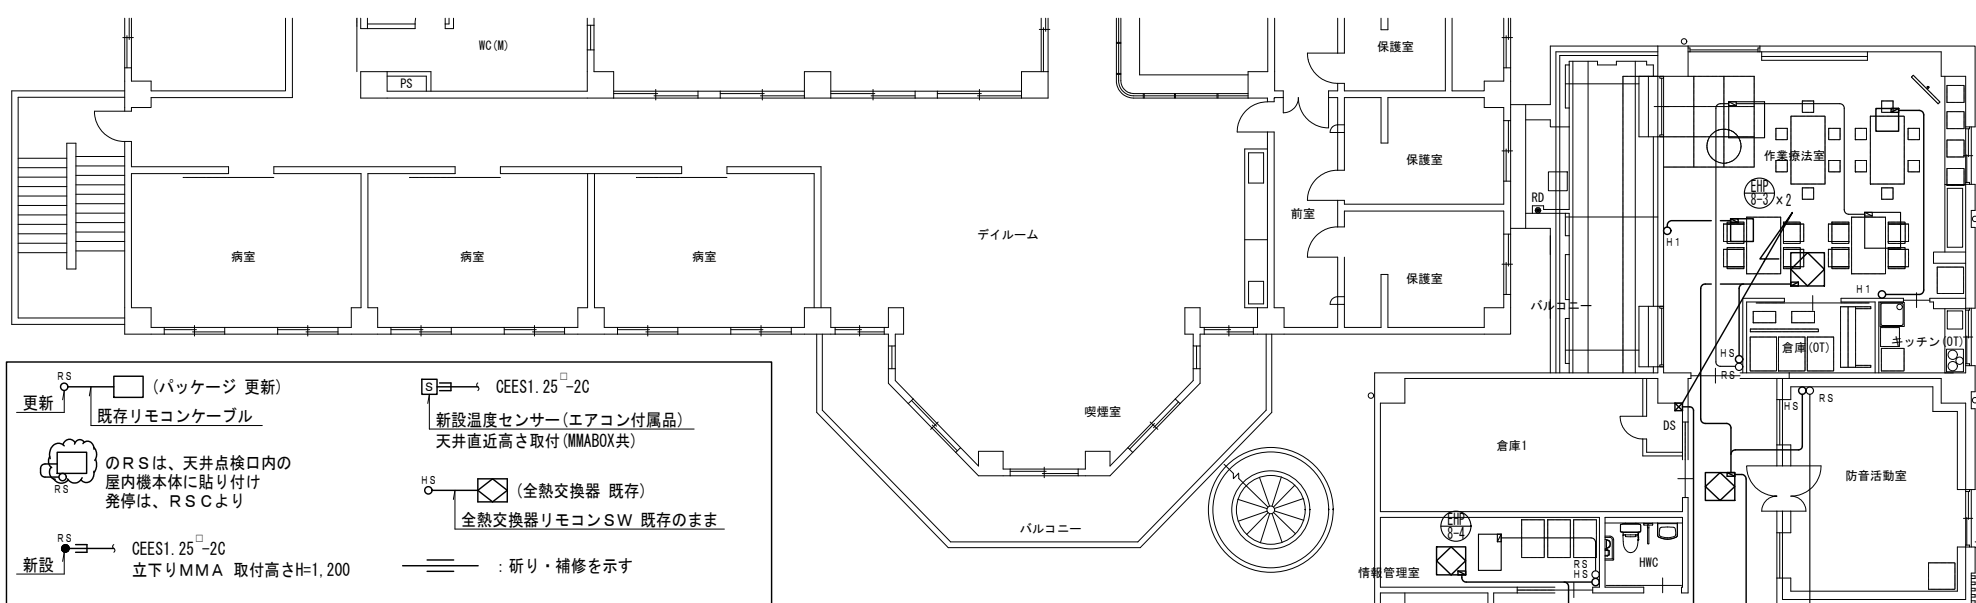 WC(M)
PS
保護室
保護室
保護室
前室
デイルーム
病室
病室
病室
喫煙室
バルコニー
RD
バルコニー
作業療法室
EHP
8-3
×2
H1
H1
倉庫(OT)
キッチン(OT)
HS
RS
HS
RS
DS
倉庫1
防音活動室
EHP
8-4
情報管理室
RS
HS
HWC
RS
更新
(パッケージ 更新)
既存リモコンケーブル
RS
のRSは、天井点検口内の
屋内機本体に貼り付け
発停は、RSCより
RS
新設
CEES1.25□-2C
立下りMMA 取付高さH=1,200
S
CEES1.25□-2C
新設温度センサー(エアコン付属品)
天井直近高さ取付(MMABOX共)
HS
(全熱交換器 既存)
全熱交換器リモコンSW 既存のまま
:斫り・補修を示す